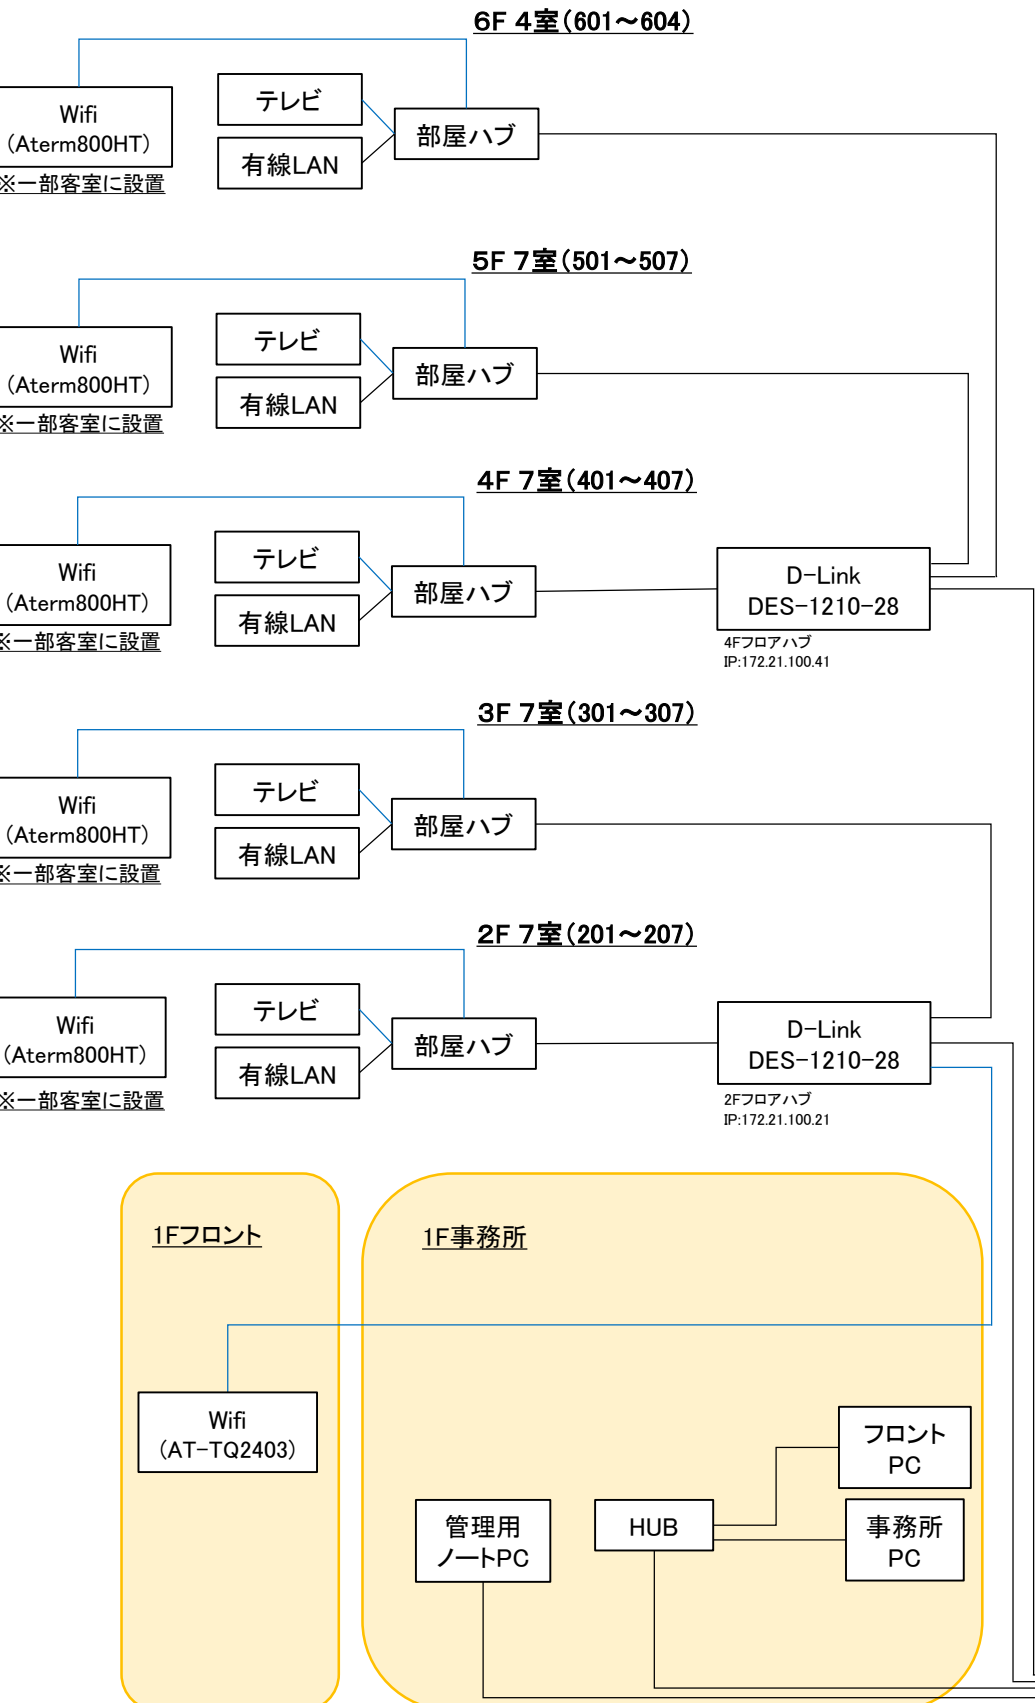 6F 4室(601～604)
Wifi
(Aterm800HT)
※一部客室に設置
テレビ
有線LAN
部屋ハブ
5F 7室(501～507)
Wifi
(Aterm800HT)
※一部客室に設置
テレビ
有線LAN
部屋ハブ
4F 7室(401～407)
Wifi
(Aterm800HT)
※一部客室に設置
テレビ
有線LAN
部屋ハブ
D-Link
DES-1210-28
4Fフロアハブ
IP:172.21.100.41
3F 7室(301～307)
Wifi
(Aterm800HT)
※一部客室に設置
テレビ
有線LAN
部屋ハブ
2F 7室(201～207)
Wifi
(Aterm800HT)
※一部客室に設置
テレビ
有線LAN
部屋ハブ
D-Link
DES-1210-28
2Fフロアハブ
IP:172.21.100.21
1Fフロント
Wifi
(AT-TQ2403)
1F事務所
管理用
ノートPC
HUB
フロント
PC
事務所
PC